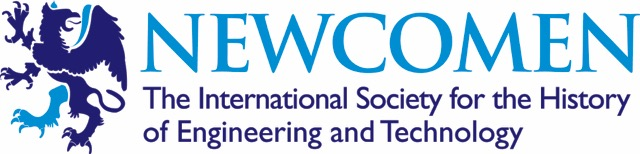 NEWCOMEN
The International Society for the History
of Engineering and Technology